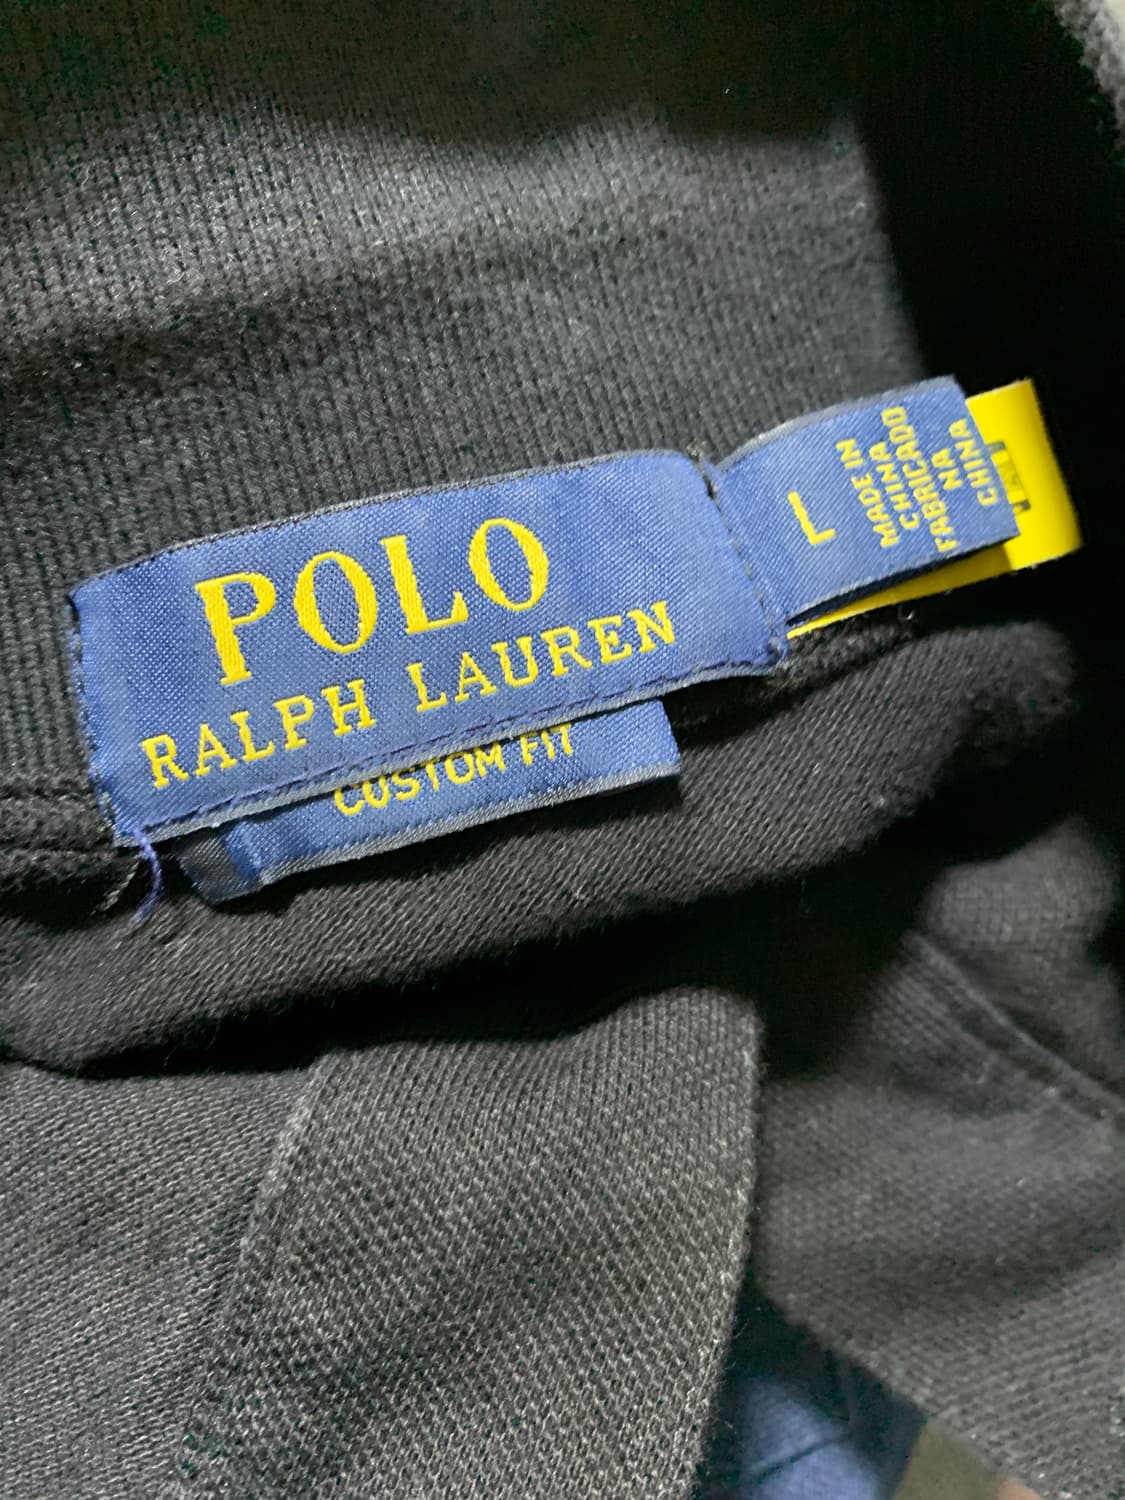 POLO
RALPH LAUREN
CUSTOM FIT
L
MADE IN
CHINA
FABRICADO
NA
CHINA